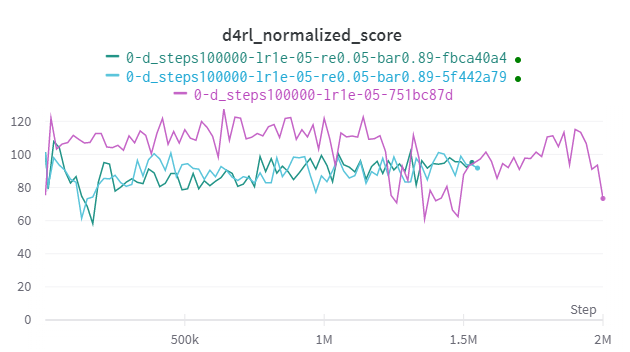 d4rl_normalized_score
0-d_steps100000-lr1e-05-re0.05-bar0.89-fbca40a4
0-d_steps100000-lr1e-05-re0.05-bar0.89-5f442a79
0-d_steps100000-lr1e-05-751bc87d
120
100
80
60
40
20
0
Step
500k 1M 1.5M 2M